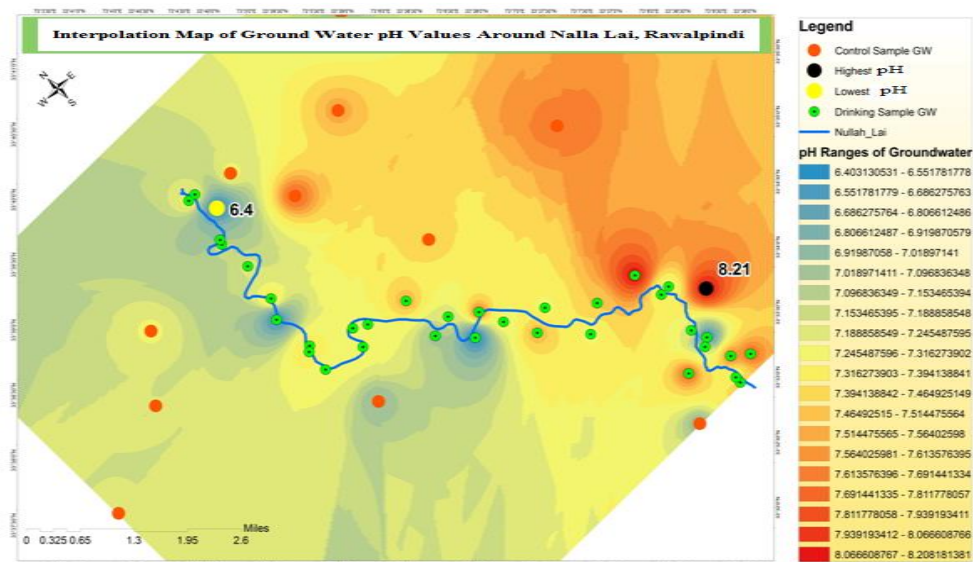 Interpolation Map of Ground Water pH Values Around Nalla Lai, Rawalpindi
N
E
W
S
6.4
8.21
Miles
0 0.325 0.65 1.3 1.95 2.6
Legend
Control Sample GW
Highest pH
Lowest pH
Drinking Sample GW
Nullah_Lai
pH Ranges of Groundwater
6.403130531 - 6.551781778
6.551781779 - 6.686275763
6.686275764 - 6.806612486
6.806612487 - 6.919870579
6.91987058 - 7.01897141
7.018971411 - 7.096836348
7.096836349 - 7.153465394
7.153465395 - 7.188858548
7.188858549 - 7.245487595
7.245487596 - 7.316273902
7.316273903 - 7.394138841
7.394138842 - 7.464925149
7.46492515 - 7.514475564
7.514475565 - 7.56402598
7.564025981 - 7.613576395
7.613576396 - 7.691441334
7.691441335 - 7.811778057
7.811778058 - 7.939193411
7.939193412 - 8.066608766
8.066608767 - 8.208181381